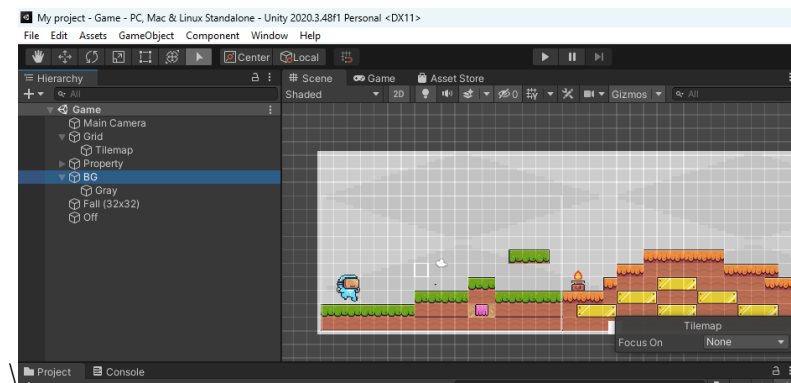 My project - Game - PC, Mac & Linux Standalone - Unity 2020.3.48f1 Personal <DX11>
File Edit Assets GameObject Component Window Help
Center Local
Hierarchy
Scene Game Asset Store
All
Shaded 2D 0 Gizmos All
Game
Main Camera
Grid
Tilemap
Property
BG
Gray
Fall (32x32)
Off
Tilemap
Focus On None
\
Project Console